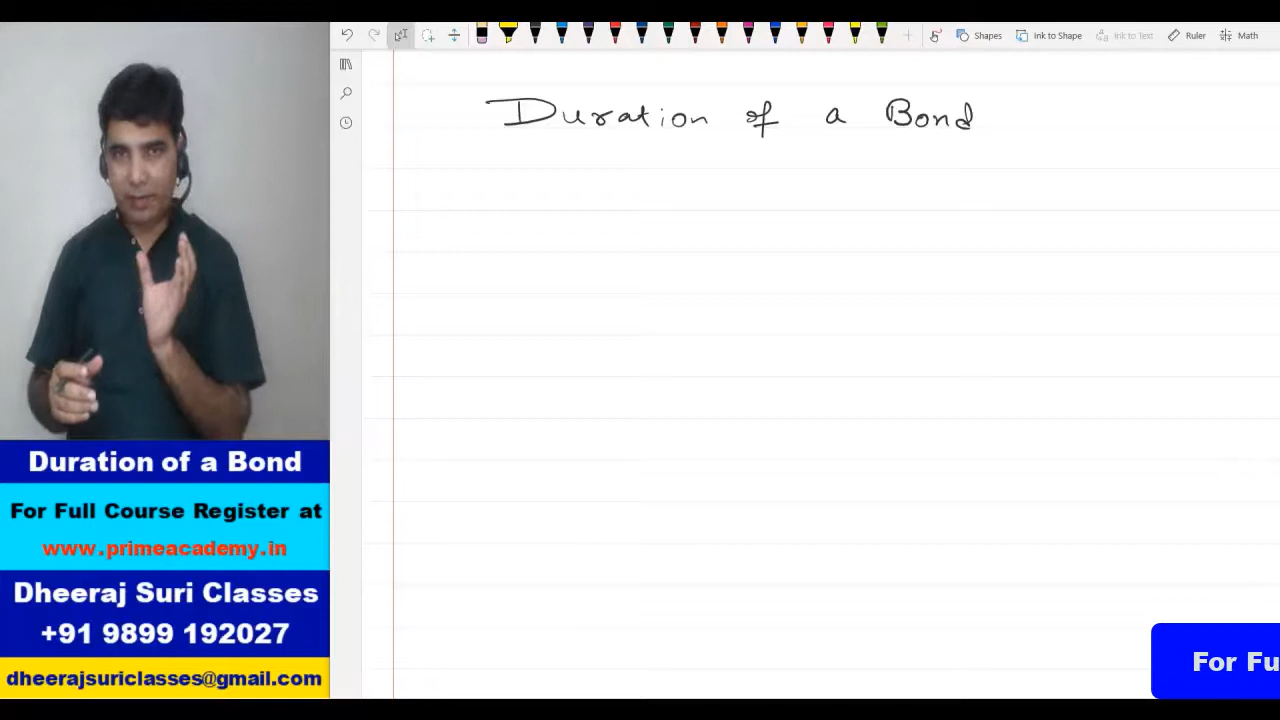 Shapes
Ink to Shape
Ink to Text
Ruler
Math
Duration of a Bond
Duration of a Bond
For Full Course Register at
www.primeacademy.in
Dheeraj Suri Classes
+91 9899 192027
dheerajsuriclasses@gmail.com
For Fu